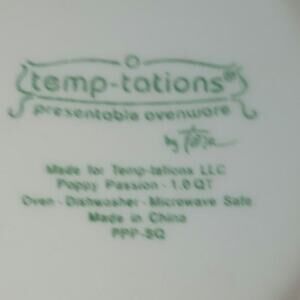 temp-tations®
presentable ovenware
by Tara
Made for Temp-tations LLC
Poppy Passion · 1.0 QT
Oven · Dishwasher · Microwave Safe
Made in China
PPP-SQ